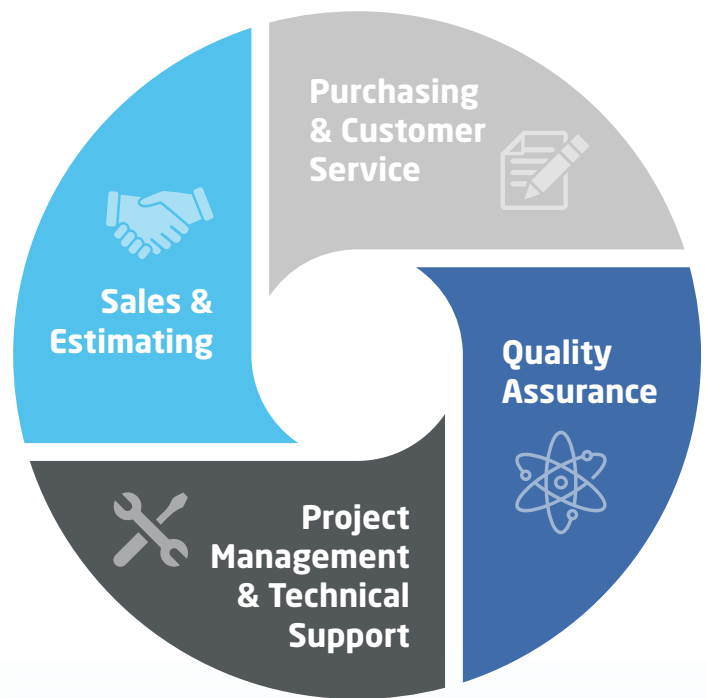 Purchasing
& Customer
Service
Sales &
Estimating
Quality
Assurance
Project
Management
& Technical
Support